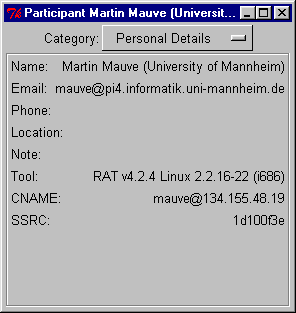 Participant Martin Mauve (Universit...
Category: Personal Details
Name: Martin Mauve (University of Mannheim)
Email: mauve@pi4.informatik.uni-mannheim.de
Phone:
Location:
Note:
Tool: RAT v4.2.4 Linux 2.2.16-22 (i686)
CNAME: mauve@134.155.48.19
SSRC: 1d100f3e